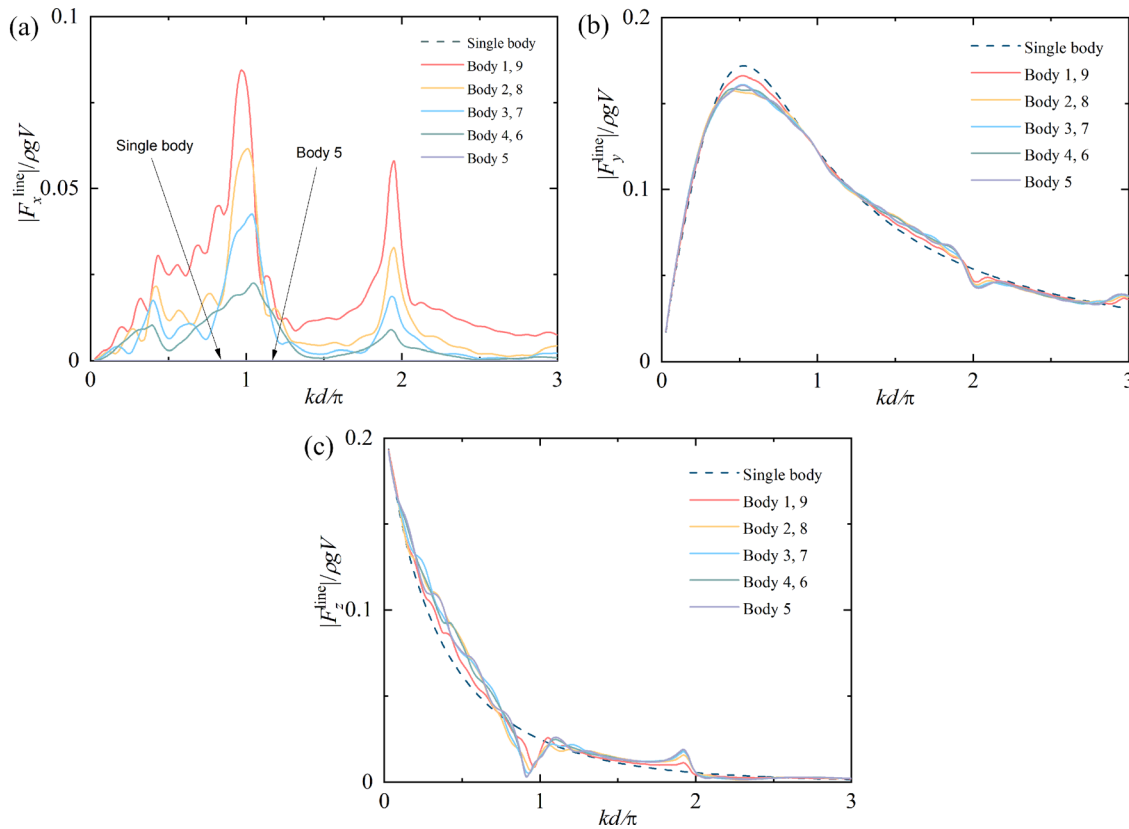 (a)
0.1
0.05
0
|F_x^line|/ρgV
Single body
Body 1, 9
Body 2, 8
Body 3, 7
Body 4, 6
Body 5
Single body
Body 5
0 1 2 3
kd/π
(b)
0.2
0.1
0
|F_y^line|/ρgV
Single body
Body 1, 9
Body 2, 8
Body 3, 7
Body 4, 6
Body 5
0 1 2 3
kd/π
(c)
0.2
0.1
0
|F_z^line|/ρgV
Single body
Body 1, 9
Body 2, 8
Body 3, 7
Body 4, 6
Body 5
0 1 2 3
kd/π